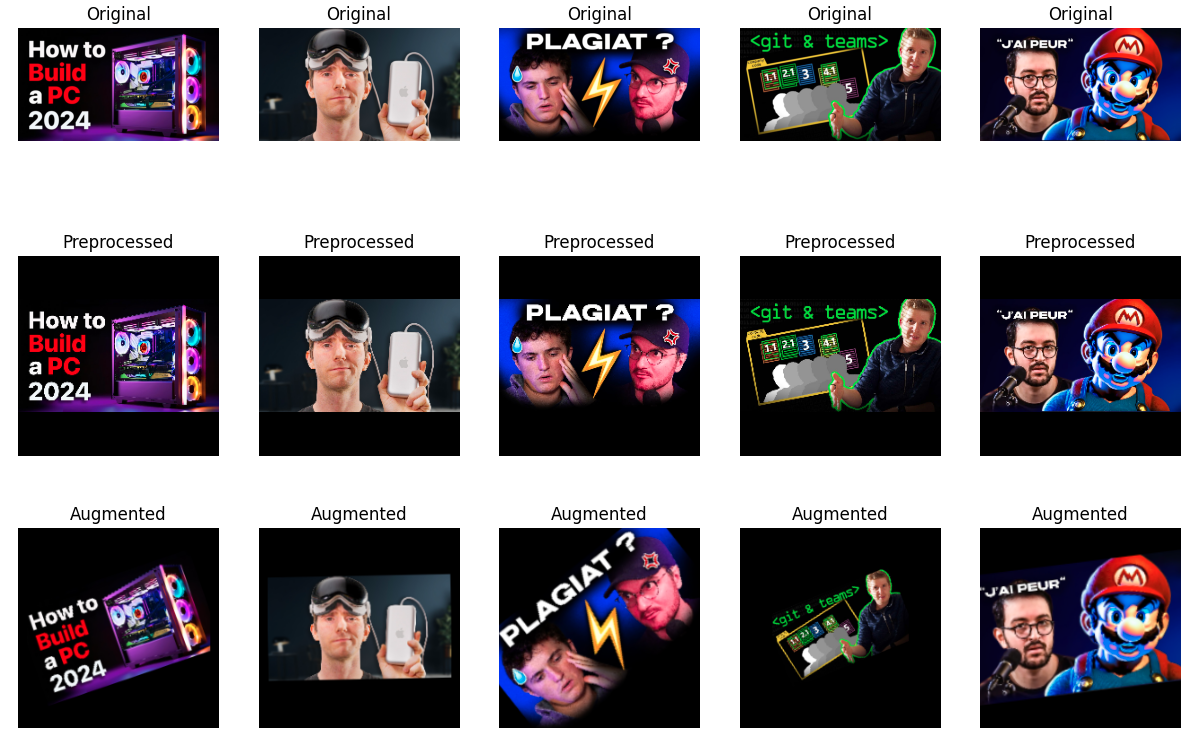 Original
Original
Original
Original
Original
How to
Build
a PC
2024
PLAGIAT ?
<git & teams>
1.1
2.1
3
4.1
5
“J'AI PEUR“
Preprocessed
Preprocessed
Preprocessed
Preprocessed
Preprocessed
How to
Build
a PC
2024
PLAGIAT ?
<git & teams>
1.1
2.1
3
4.1
5
“J'AI PEUR“
Augmented
Augmented
Augmented
Augmented
Augmented
How to
Build
a PC
2024
PLAGIAT ?
<git & teams>
1.1
2.1
3
4.1
5
“J'AI PEUR“